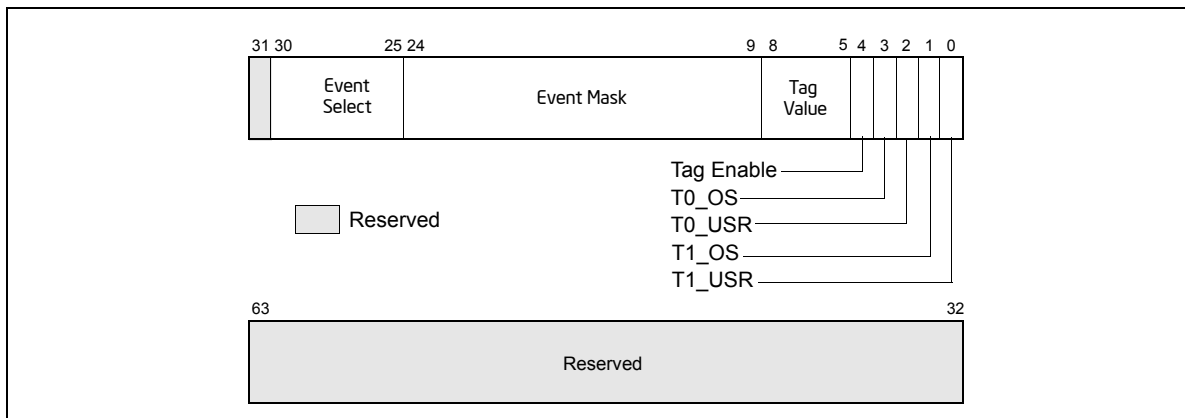 31 30 25 24 9 8 5 4 3 2 1 0
Event
Select
Event Mask
Tag
Value
Tag Enable
T0_OS
Reserved
T0_USR
T1_OS
T1_USR
63 32
Reserved